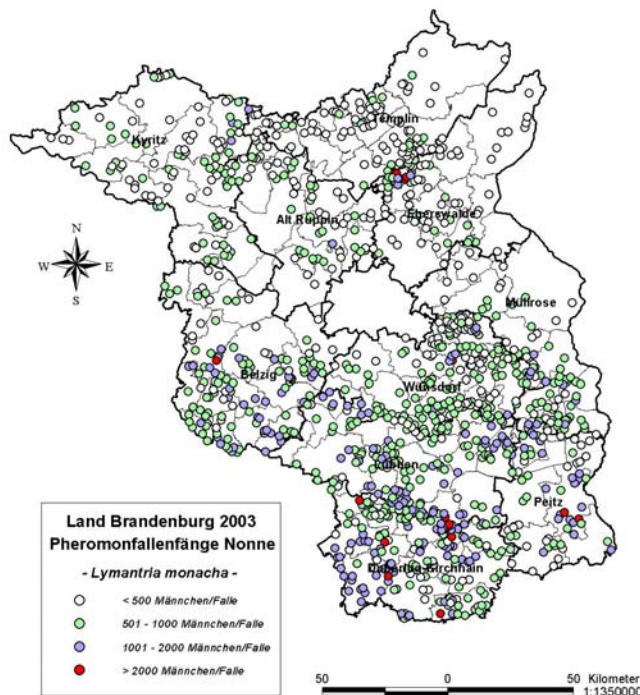 Templin
Kyritz
Alt Ruppin
Eberswalde
N
W E
S
Müllrose
Belzig
Wünsdorf
Lübben
Peitz
Doberlug-Kirchhain
Land Brandenburg 2003
Pheromonfallenfänge Nonne
- Lymantria monacha -
< 500 Männchen/Falle
501 - 1000 Männchen/Falle
1001 - 2000 Männchen/Falle
> 2000 Männchen/Falle
50 0 50 Kilometer
1:1350000